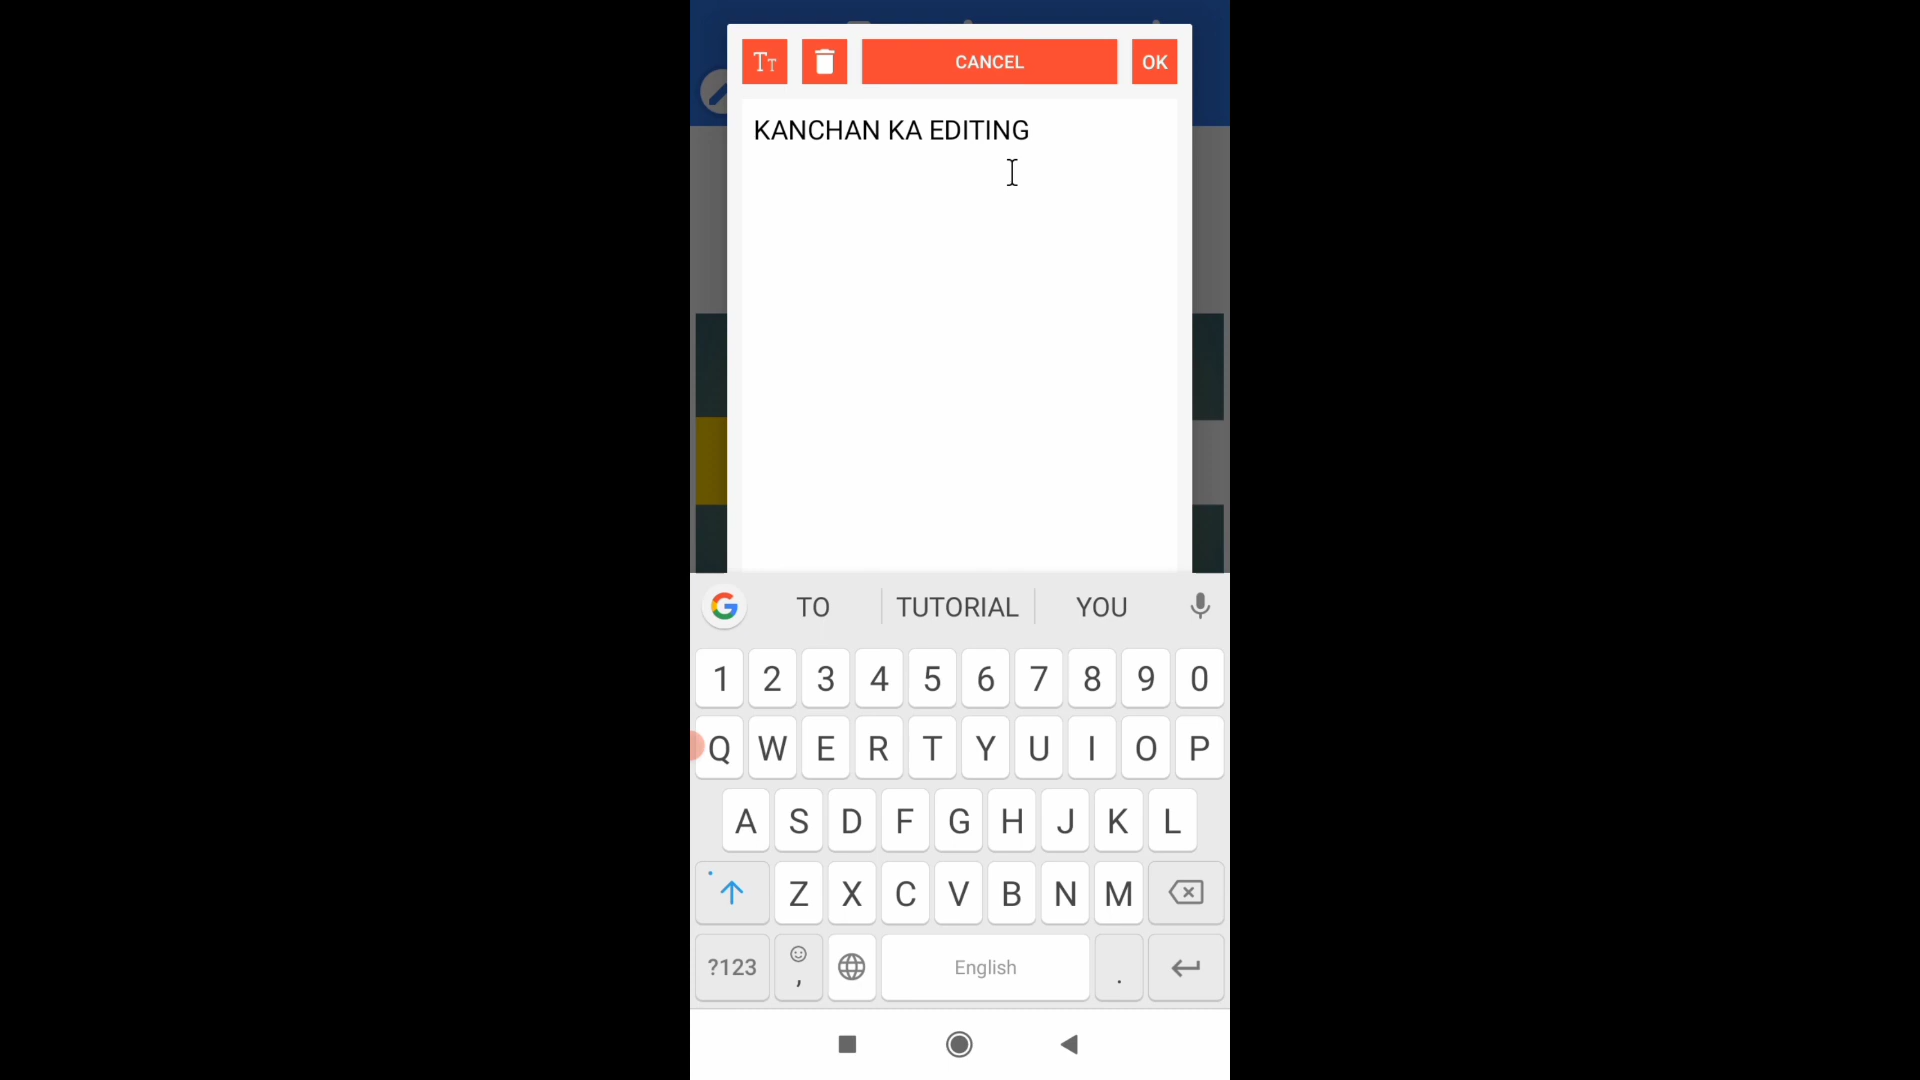 TT CANCEL OK
KANCHAN KA EDITING
G TO TUTORIAL YOU
1 2 3 4 5 6 7 8 9 0
Q W E R T Y U I O P
A S D F G H J K L
Z X C V B N M
?123 , English .